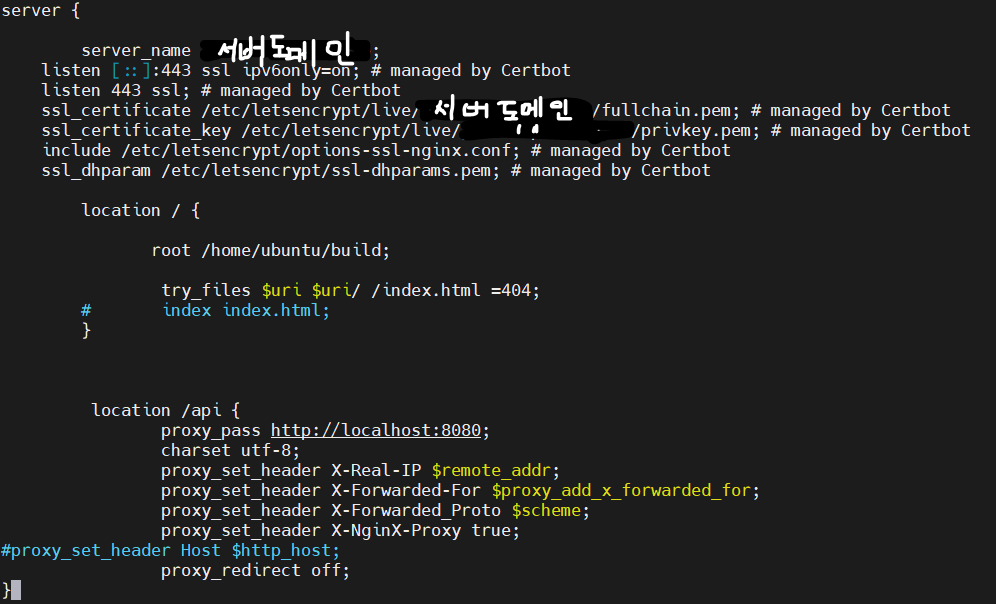 server {
server_name 서버도메인 ;
listen [::]:443 ssl ipv6only=on; # managed by Certbot
listen 443 ssl; # managed by Certbot
ssl_certificate /etc/letsencrypt/live/ 서버 도메인 /fullchain.pem; # managed by Certbot
ssl_certificate_key /etc/letsencrypt/live/ /privkey.pem; # managed by Certbot
include /etc/letsencrypt/options-ssl-nginx.conf; # managed by Certbot
ssl_dhparam /etc/letsencrypt/ssl-dhparams.pem; # managed by Certbot
location / {
root /home/ubuntu/build;
try_files $uri $uri/ /index.html =404;
# index index.html;
}
location /api {
proxy_pass http://localhost:8080;
charset utf-8;
proxy_set_header X-Real-IP $remote_addr;
proxy_set_header X-Forwarded-For $proxy_add_x_forwarded_for;
proxy_set_header X-Forwarded_Proto $scheme;
proxy_set_header X-NginX-Proxy true;
#proxy_set_header Host $http_host;
proxy_redirect off;
}